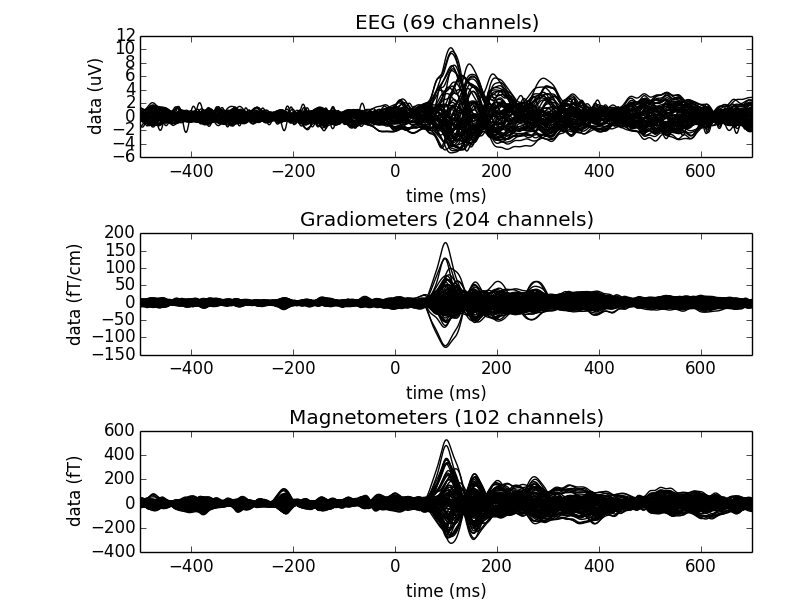 EEG (69 channels)
12
10
8
6
4
2
0
−2
−4
−6
data (uV)
−400 −200 0 200 400 600
time (ms)
Gradiometers (204 channels)
200
150
100
50
0
−50
−100
−150
data (fT/cm)
−400 −200 0 200 400 600
time (ms)
Magnetometers (102 channels)
600
400
200
0
−200
−400
data (fT)
−400 −200 0 200 400 600
time (ms)